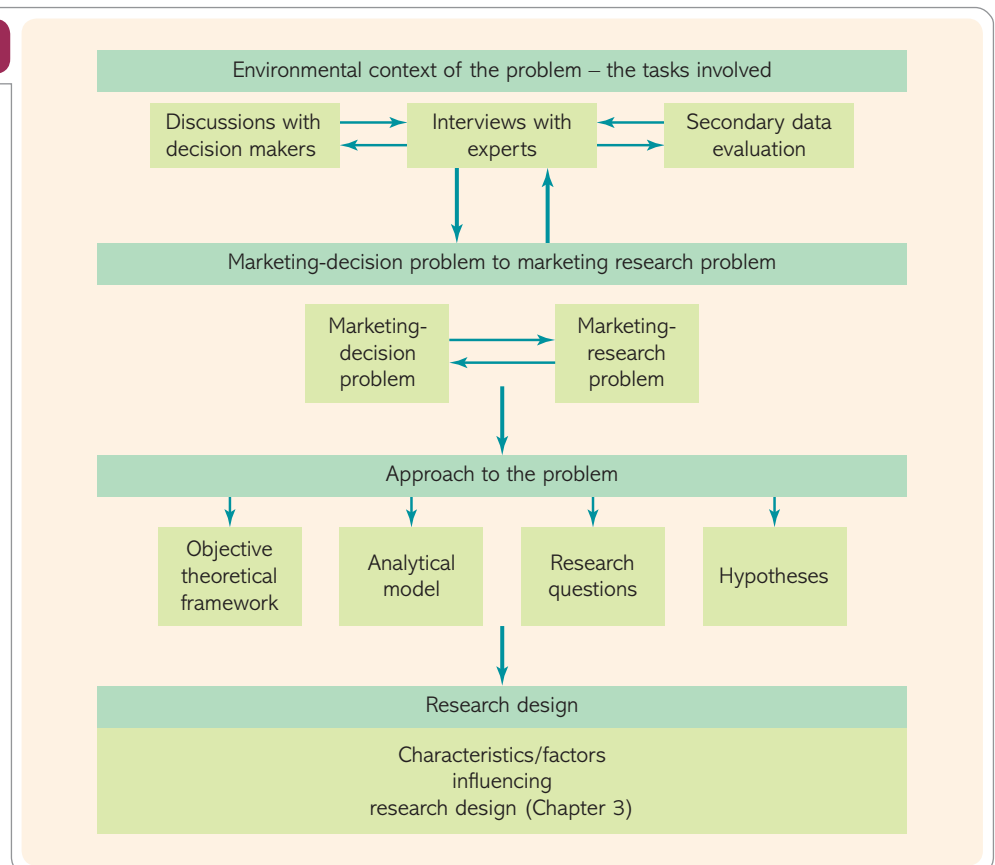 Environmental context of the problem – the tasks involved
Discussions with
decision makers
Interviews with
experts
Secondary data
evaluation
Marketing-decision problem to marketing research problem
Marketing-
decision
problem
Marketing-
research
problem
Approach to the problem
Objective
theoretical
framework
Analytical
model
Research
questions
Hypotheses
Research design
Characteristics/factors
influencing
research design (Chapter 3)